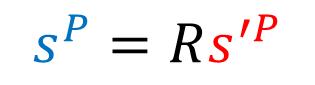 s^P = Rs'^P